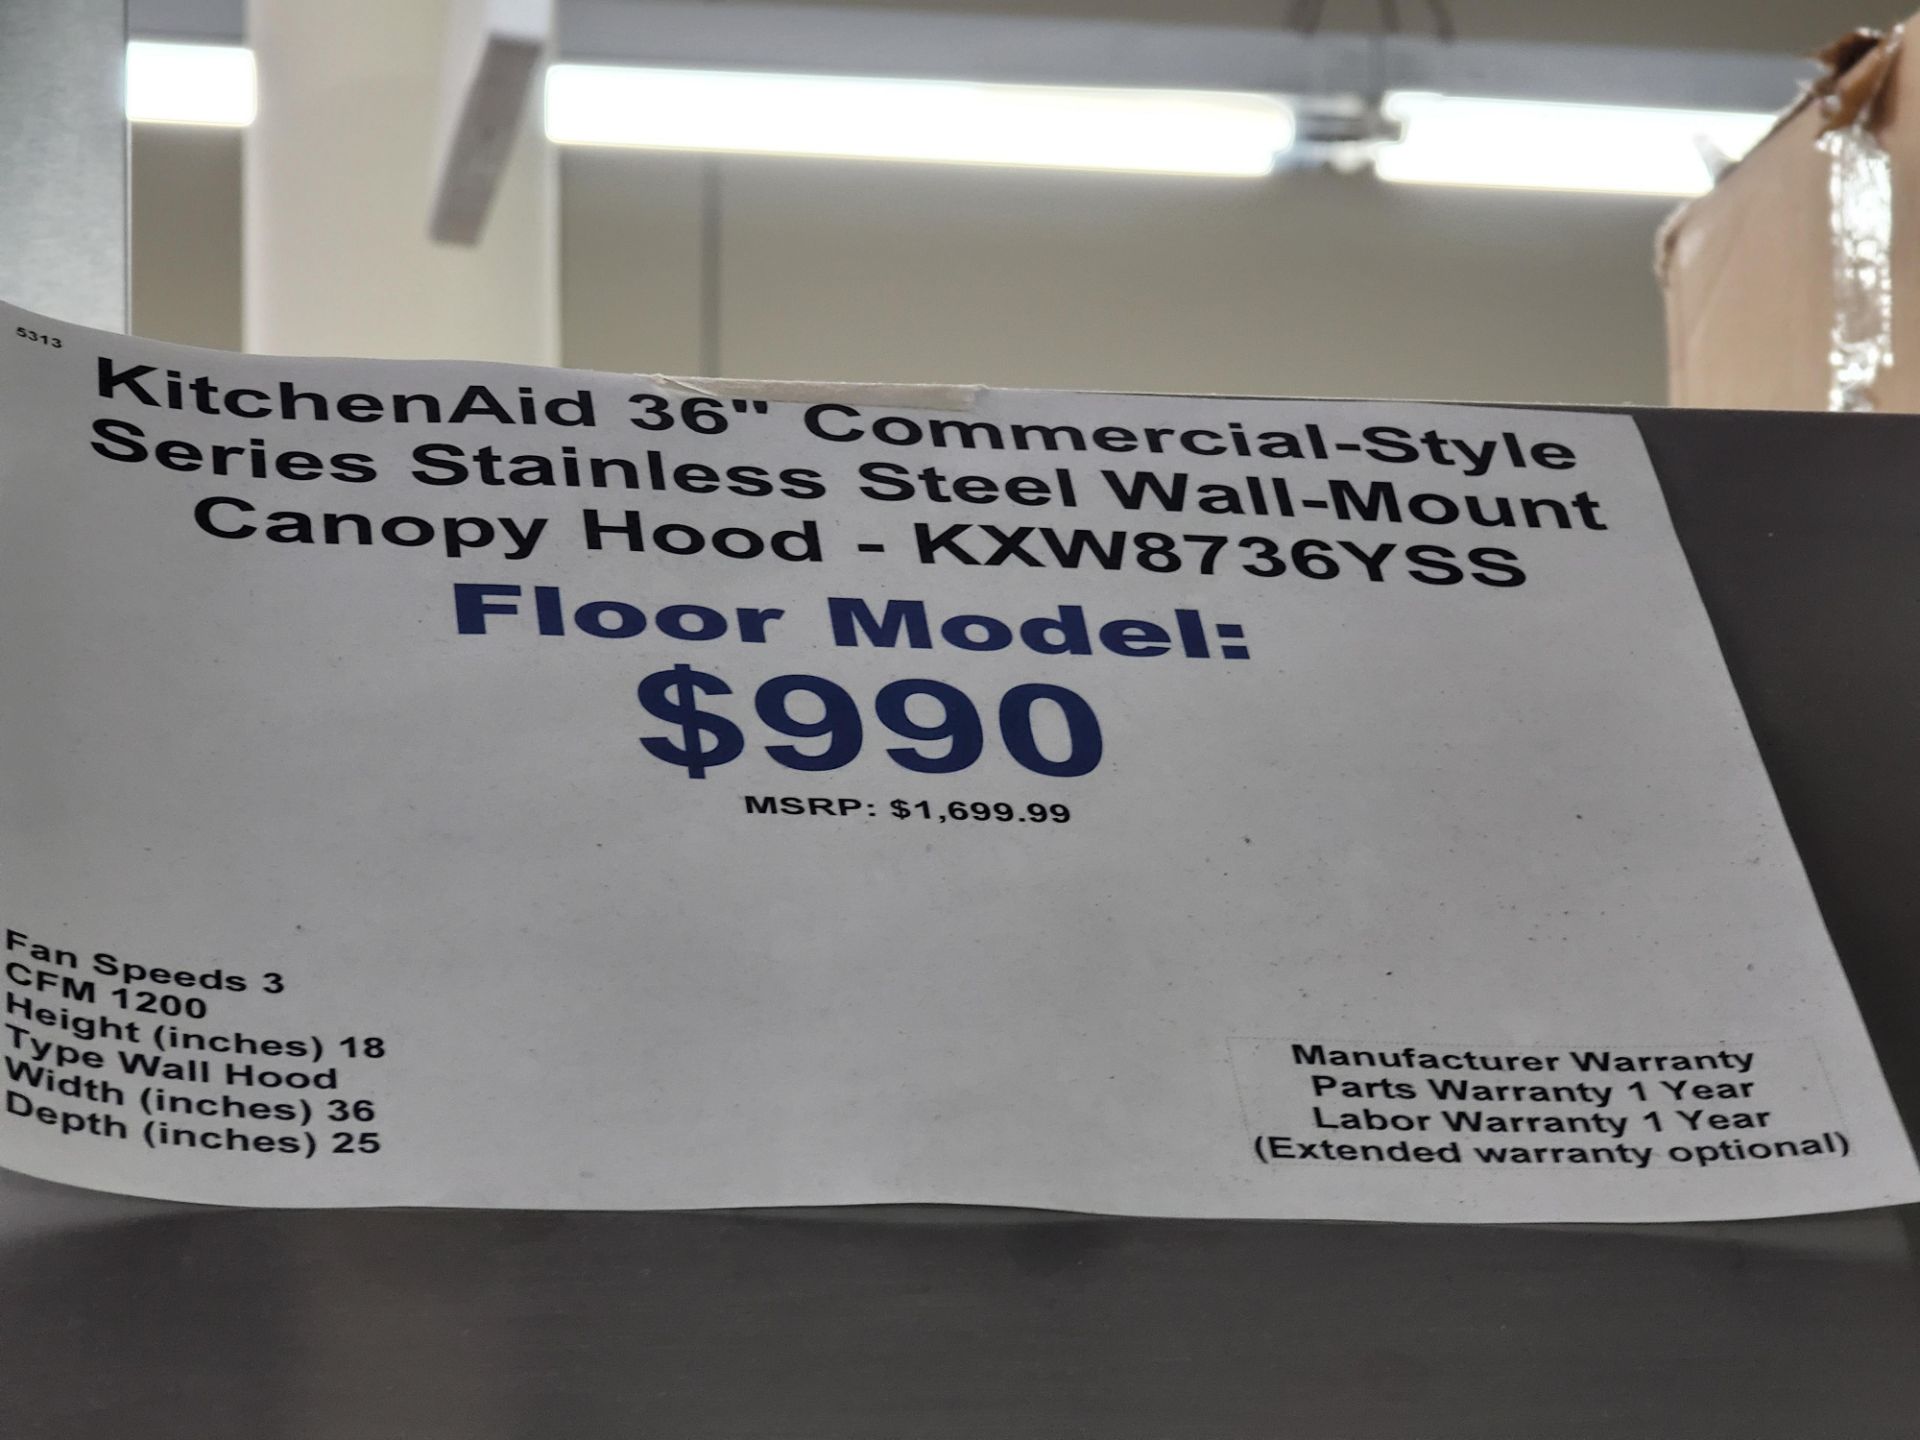 5313
KitchenAid 36" Commercial-Style
Series Stainless Steel Wall-Mount
Canopy Hood - KXW8736YSS
Floor Model:
$990
MSRP: $1,699.99
Fan Speeds 3
CFM 1200
Height (inches) 18
Type Wall Hood
Width (inches) 36
Depth (inches) 25
Manufacturer Warranty
Parts Warranty 1 Year
Labor Warranty 1 Year
(Extended warranty optional)